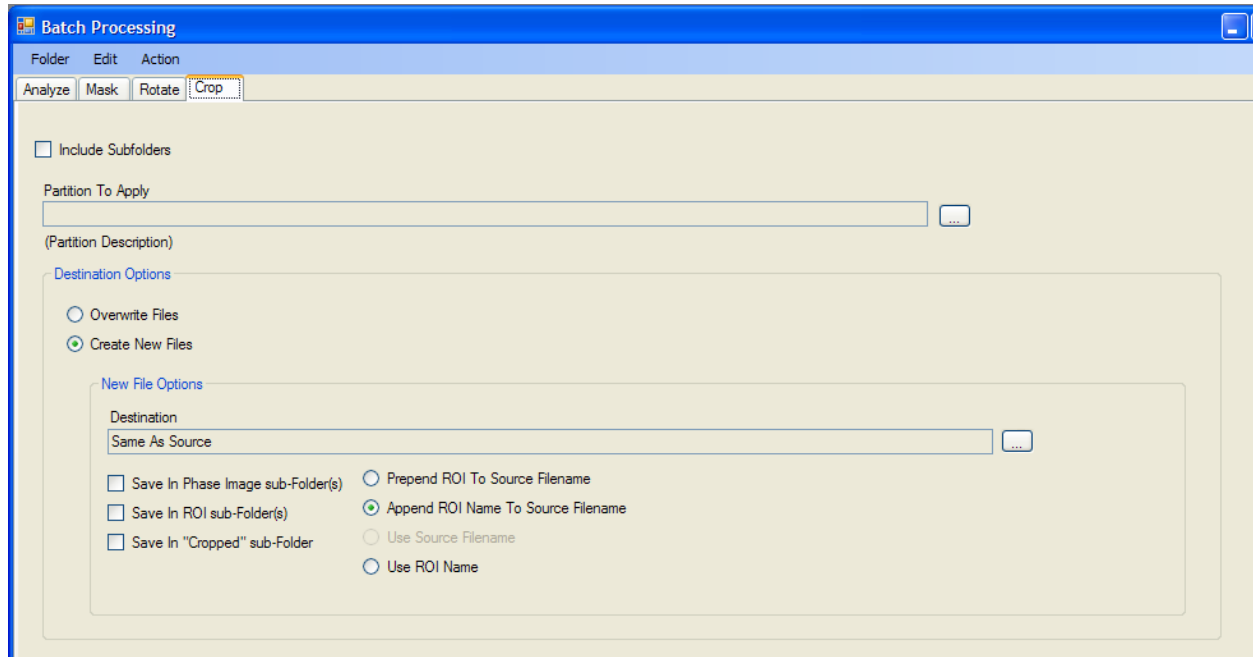 Batch Processing
Folder Edit Action
Analyze Mask Rotate Crop
Include Subfolders
Partition To Apply
...
(Partition Description)
Destination Options
Overwrite Files
Create New Files
New File Options
Destination
Same As Source
...
Save In Phase Image sub-Folder(s)
Save In ROI sub-Folder(s)
Save In "Cropped" sub-Folder
Prepend ROI To Source Filename
Append ROI Name To Source Filename
Use Source Filename
Use ROI Name